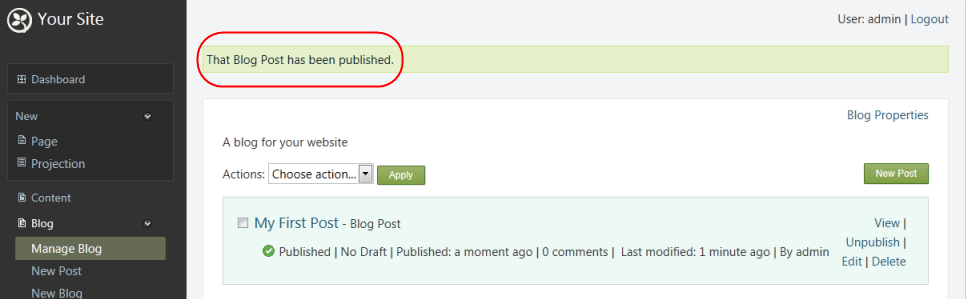 Your Site
User: admin | Logout
That Blog Post has been published.
Dashboard
New
Page
Projection
Content
Blog
Manage Blog
New Post
New Blog
Blog Properties
A blog for your website
Actions: Choose action... Apply
New Post
My First Post - Blog Post
View |
Unpublish |
Published | No Draft | Published: a moment ago | 0 comments | Last modified: 1 minute ago | By admin
Edit | Delete